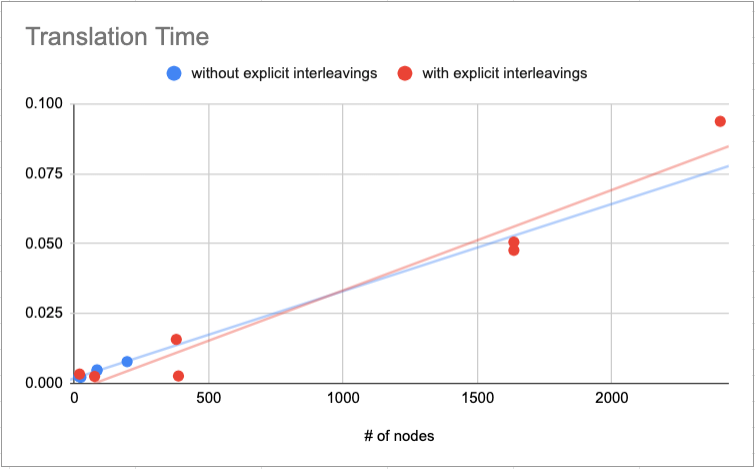 Translation Time
without explicit interleavings with explicit interleavings
0.100
0.075
0.050
0.025
0.000
0 500 1000 1500 2000
# of nodes